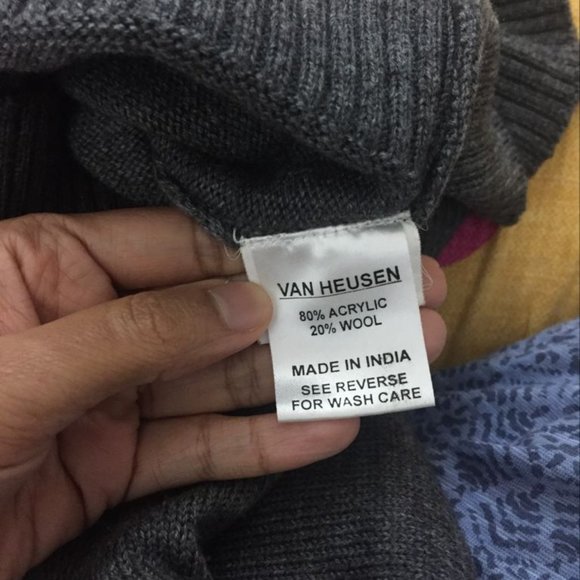 VAN HEUSEN
80% ACRYLIC
20% WOOL
MADE IN INDIA
SEE REVERSE
FOR WASH CARE